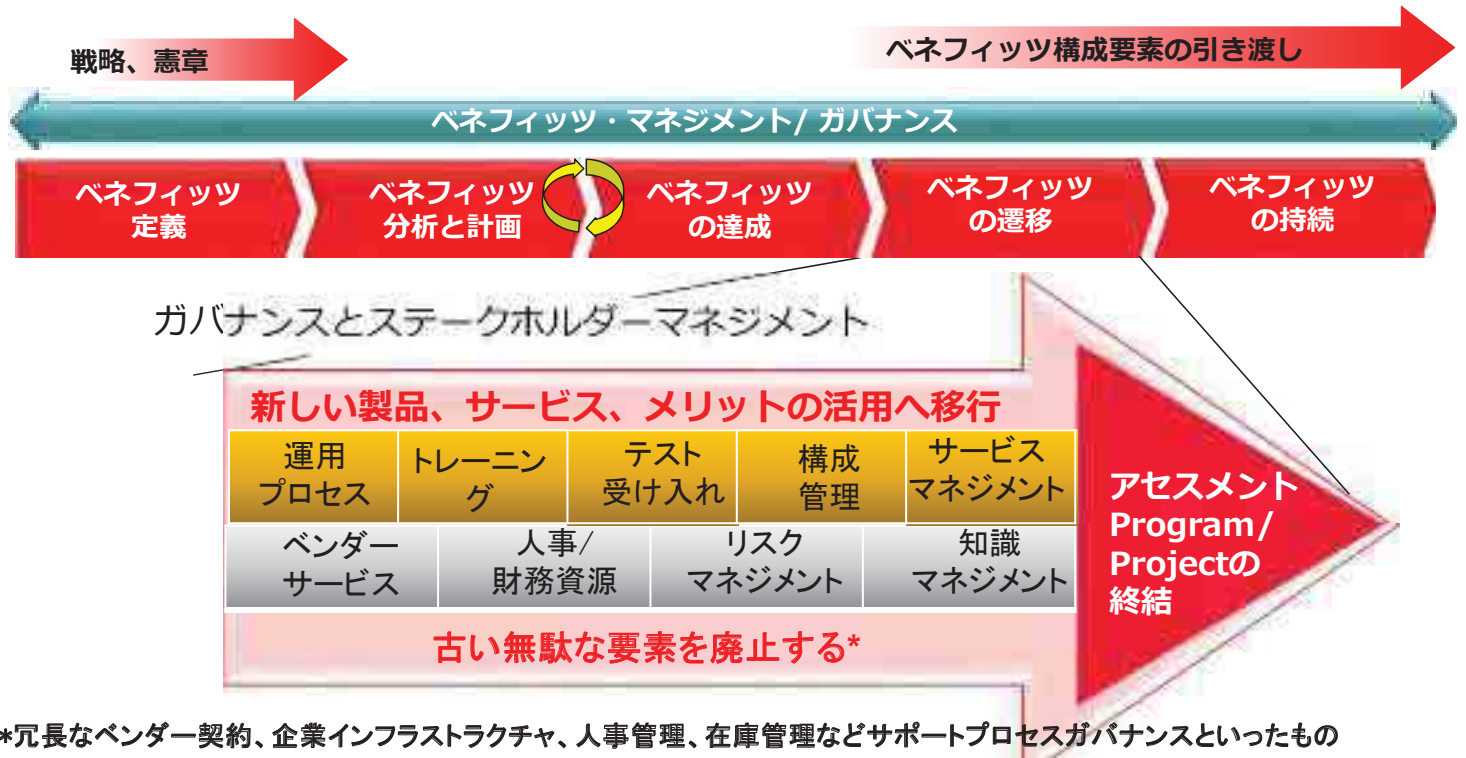 戦略、憲章
ベネフィッツ構成要素の引き渡し
ベネフィッツ・マネジメント/ ガバナンス
ベネフィッツ
定義
ベネフィッツ
分析と計画
ベネフィッツ
の達成
ベネフィッツ
の遷移
ベネフィッツ
の持続
ガバナンスとステークホルダーマネジメント
新しい製品、サービス、メリットの活用へ移行
運用
プロセス
トレーニン
グ
テスト
受け入れ
構成
管理
サービス
マネジメント
ベンダー
サービス
人事/
財務資源
リスク
マネジメント
知識
マネジメント
アセスメント
Program/
Projectの
終結
古い無駄な要素を廃止する*
*冗長なベンダー契約、企業インフラストラクチャ、人事管理、在庫管理などサポートプロセスガバナンスといったもの